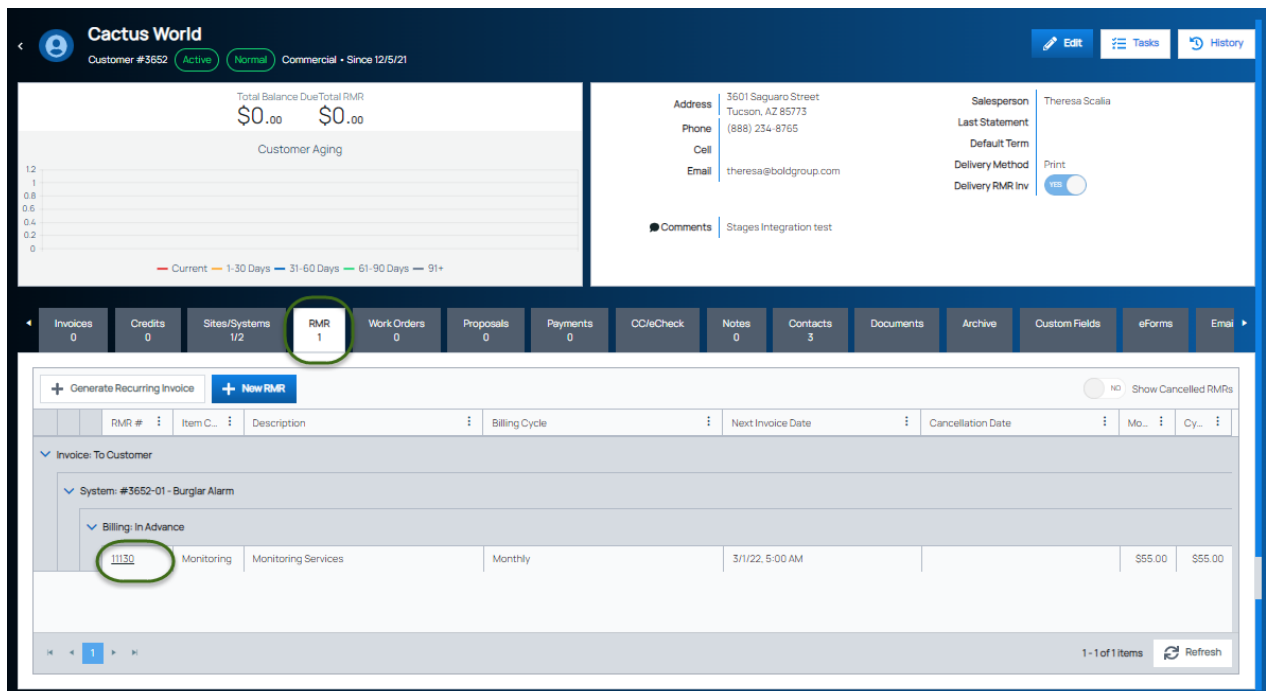 Cactus World
Customer #3652 Active Normal Commercial • Since 12/5/21
Edit
Tasks
History
Total Balance Due Total RMR
$0.00 $0.00
Customer Aging
1.2
1
0.8
0.6
0.4
0.2
0
Current 1-30 Days 31-60 Days 61-90 Days 91+
Address 3601 Saguaro Street
Tucson, AZ 85773
Phone (888) 234-8765
Cell
Email theresa@boldgroup.com
Comments Stages Integration test
Salesperson Theresa Scalia
Last Statement
Default Term
Delivery Method Print
Delivery RMR Inv YES
Invoices Credits Sites/Systems RMR Work Orders Proposals Payments CC/eCheck Notes Contacts Documents Archive Custom Fields eForms Emai
0 0 1/2 1 0 0 0 0 3
+ Generate Recurring Invoice + New RMR NO Show Cancelled RMRs
RMR # Item C... Description Billing Cycle Next Invoice Date Cancellation Date Mo... Cy...
Invoice: To Customer
System: #3652-01 - Burglar Alarm
Billing: In Advance
11130 Monitoring Monitoring Services Monthly 3/1/22, 5:00 AM $55.00 $55.00
1 1 - 1 of 1 items Refresh